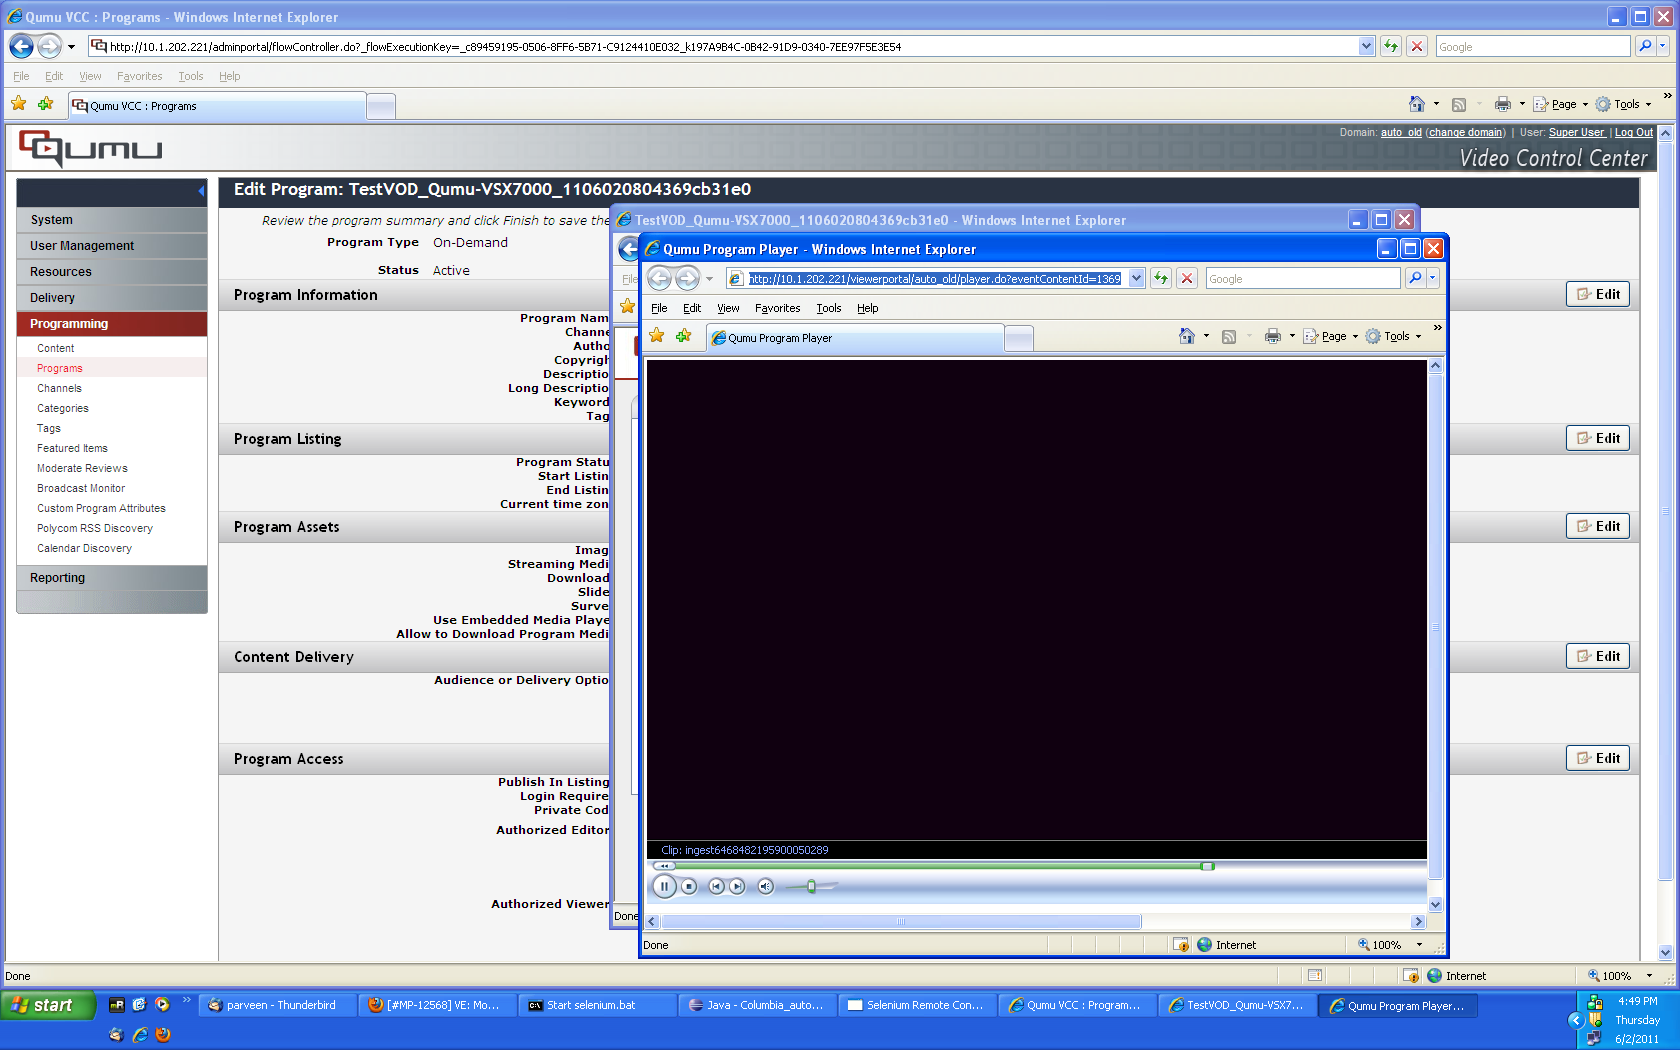 Qumu VCC : Programs - Windows Internet Explorer
http://10.1.202.221/adminportal/flowController.do?_flowExecutionKey=_c89459195-0506-8FF6-5B71-C9124410E032_k197A9B4C-0B42-91D9-0340-7EE97F5E3E54
Google
File Edit View Favorites Tools Help
Qumu VCC : Programs
Page Tools
Domain: auto_old (change domain) | User: Super User | Log Out
QUMU
Video Control Center
Edit Program: TestVOD_Qumu-VSX7000_1106020804369cb31e0
Review the program summary and click Finish to save the
Program Type On-Demand
Status Active
System
User Management
Resources
Delivery
Programming
Content
Programs
Channels
Categories
Tags
Featured Items
Moderate Reviews
Broadcast Monitor
Custom Program Attributes
Polycom RSS Discovery
Calendar Discovery
Reporting
Program Information
Edit
Program Nam
Channe
Autho
Copyrigh
Descriptio
Long Descriptio
Keyword
Tag
Program Listing
Edit
Program Statu
Start Listin
End Listin
Current time zon
Program Assets
Edit
Imag
Streaming Medi
Download
Slide
Surve
Use Embedded Media Playe
Allow to Download Program Medi
Content Delivery
Edit
Audience or Delivery Optio
Program Access
Edit
Publish In Listing
Login Require
Private Cod
Authorized Editor
Authorized Viewer
TestVOD_Qumu-VSX7000_1106020804369cb31e0 - Windows Internet Explorer
File
Done
Qumu Program Player - Windows Internet Explorer
http://10.1.202.221/viewerportal/auto_old/player.do?eventContentId=1369
Google
File Edit View Favorites Tools Help
Qumu Program Player
Page Tools
Clip: ingest6468482195900050289
Done
Internet
100%
Done
Internet
100%
start
mR
parveen - Thunderbird
[#MP-12568] VE: Mo...
Start selenium.bat
Java - Columbia_auto...
Selenium Remote Con...
Qumu VCC : Program...
TestVOD_Qumu-VSX7...
Qumu Program Player...
4:49 PM
Thursday
6/2/2011